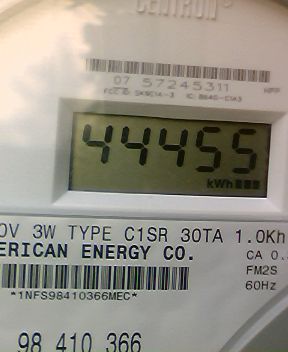 CENTRON
07 57245311
44455
kWh
0V 3W TYPE C1SR 30TA 1.0Kh
ERICAN ENERGY CO.
CA 0.
FM2S
*1NFS98410366MEC*
60Hz
98 410 366